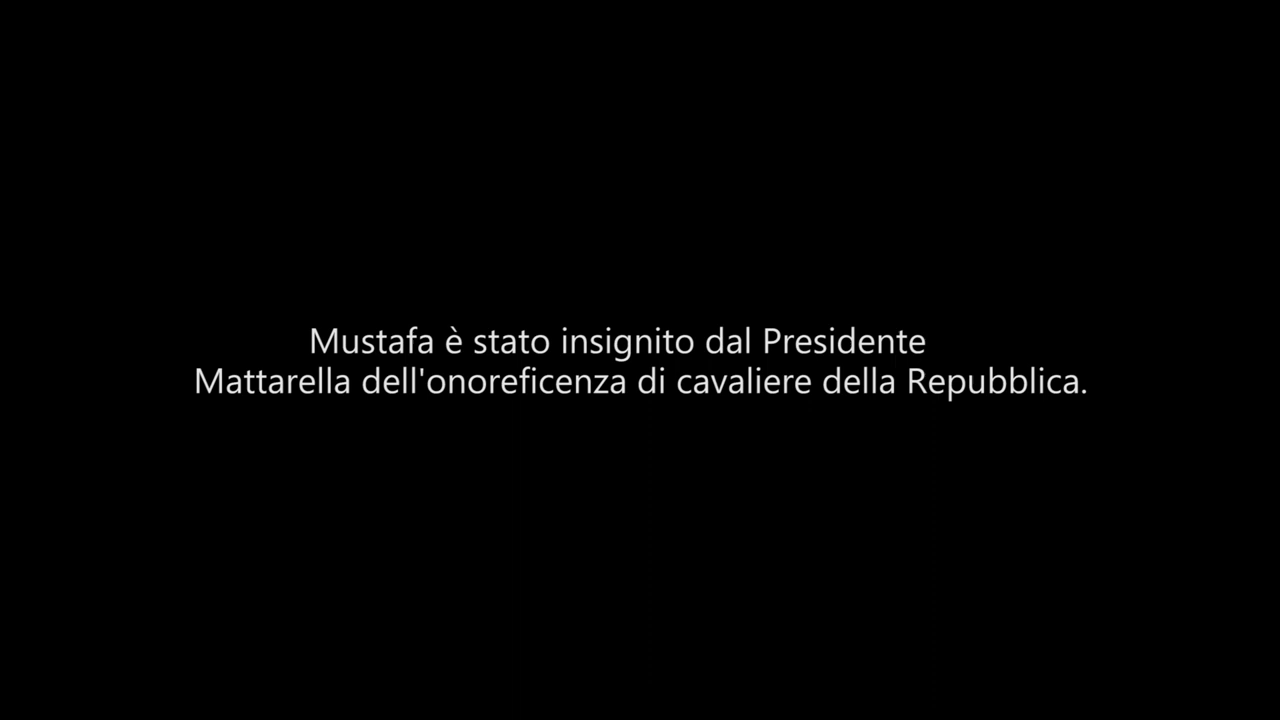 Mustafa è stato insignito dal Presidente
Mattarella dell'onoreficenza di cavaliere della Repubblica.